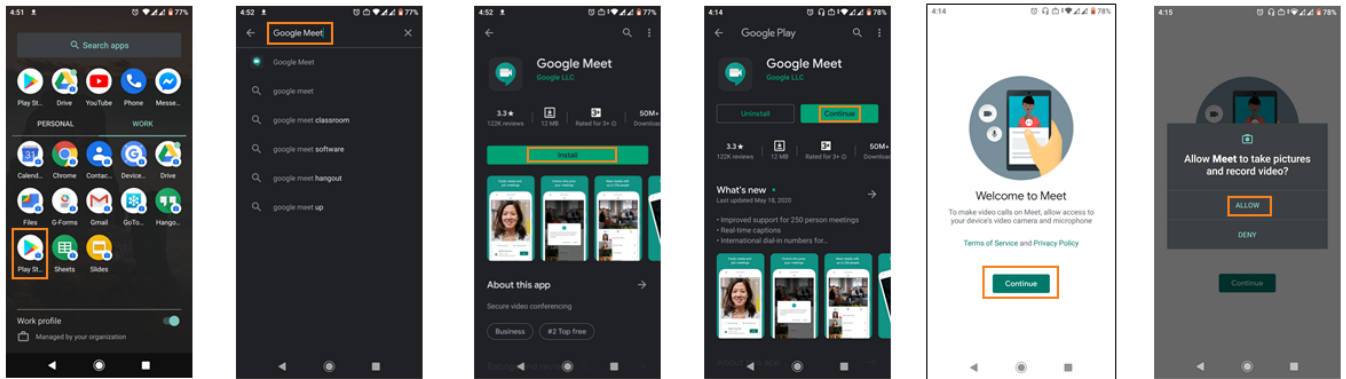 4:51
77%
Search apps
Play St...
Drive
YouTube
Phone
Messe...
PERSONAL
WORK
31
Calend...
Chrome
Contac...
Device...
Drive
Files
G-Forms
Gmail
GoTo...
Hango...
Play St...
Sheets
Slides
Work profile
Managed by your organization
4:52
77%
Google Meet
Google Meet
google meet
google meet classroom
google meet software
google meet hangout
google meet up
4:52
77%
Google Meet
Google LLC
3.3★
122K reviews
12 MB
3+
Rated for 3+
50M+
Download
Install
About this app
Secure video conferencing
Business
#2 Top free
4:14
78%
Google Play
Google Meet
Google LLC
Uninstall
Continue
3.3★
122K reviews
12 MB
3+
Rated for 3+
50M+
Download
What's new
Last updated May 18, 2020
• Improved support for 250 person meetings
• Real-time captions
• International dial-in numbers for...
About this app
4:14
78%
Welcome to Meet
To make video calls on Meet, allow access to
your device's video camera and microphone
Terms of Service and Privacy Policy
Continue
4:15
78%
Allow Meet to take pictures
and record video?
ALLOW
DENY
Continue